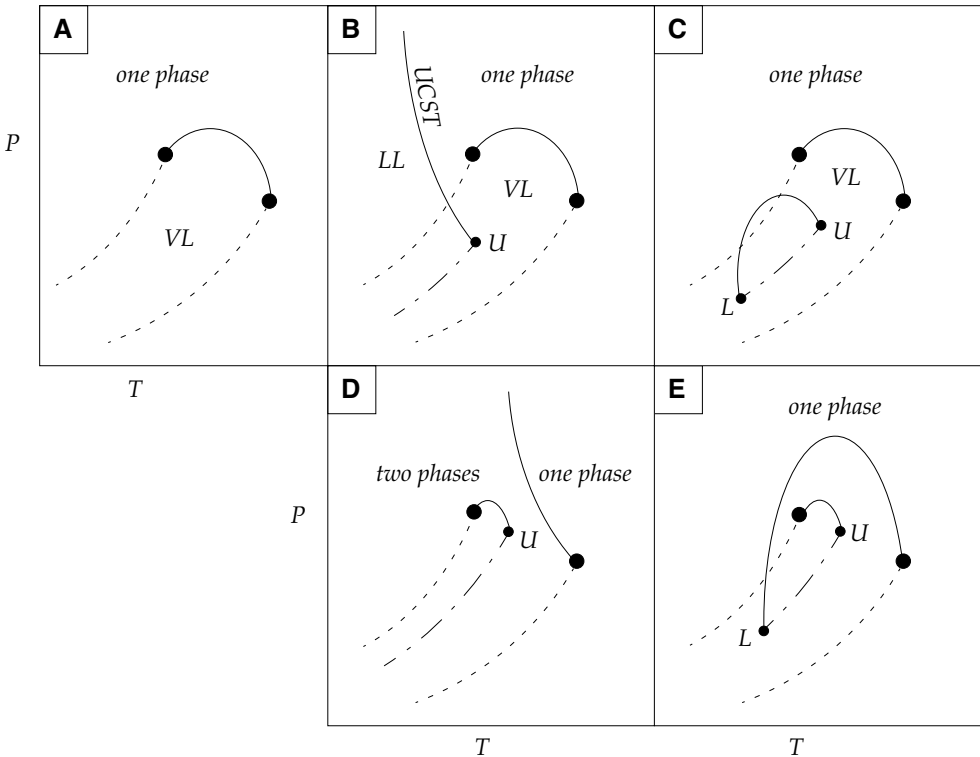 A
one phase
P
VL
T
B
one phase
UCST
LL
VL
U
C
one phase
VL
U
L
D
two phases
one phase
P
U
T
E
one phase
U
L
T